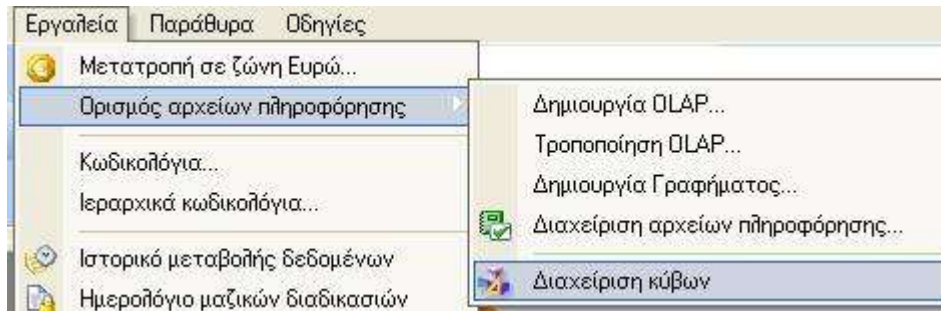 Εργαλεία Παράθυρα Οδηγίες
Μετατροπή σε ζώνη Ευρώ...
Ορισμός αρχείων πληροφόρησης
Κωδικολόγια...
Ιεραρχικά κωδικολόγια...
Ιστορικό μεταβολής δεδομένων
Ημερολόγιο μαζικών διαδικασιών
Δημιουργία OLAP...
Τροποποίηση OLAP...
Δημιουργία Γραφήματος...
Διαχείριση αρχείων πληροφόρησης...
Διαχείριση κύβων